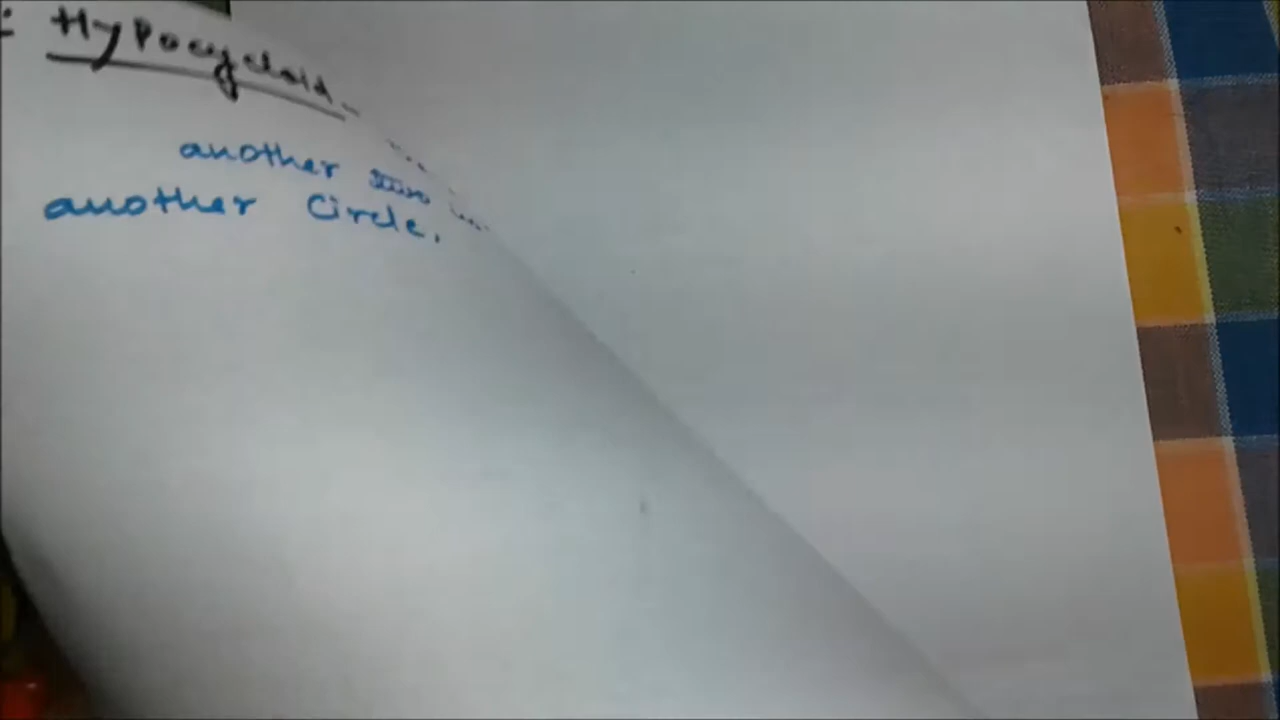 : Hypocycloid -
another
another Circle.